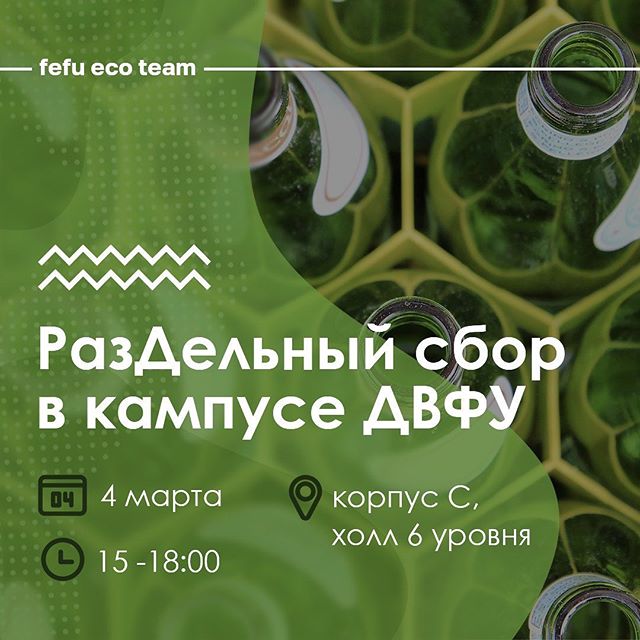 fefu eco team
РазДельный сбор
в кампусе ДВФУ
04
4 марта
корпус С,
холл 6 уровня
15 -18:00